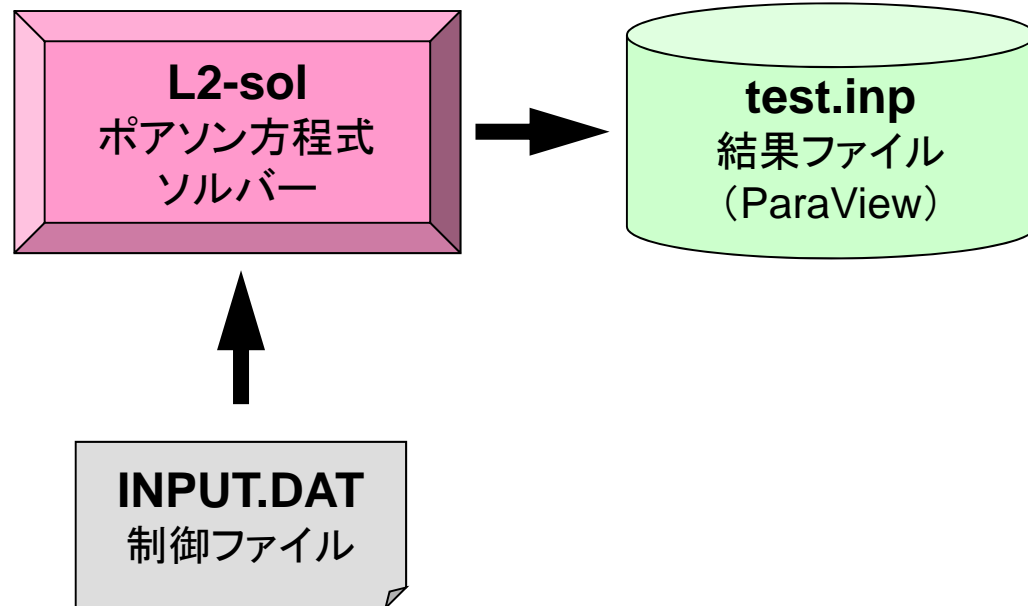 L2-sol
ポアソン方程式
ソルバー
test.inp
結果ファイル
（ParaView）
INPUT.DAT
制御ファイル